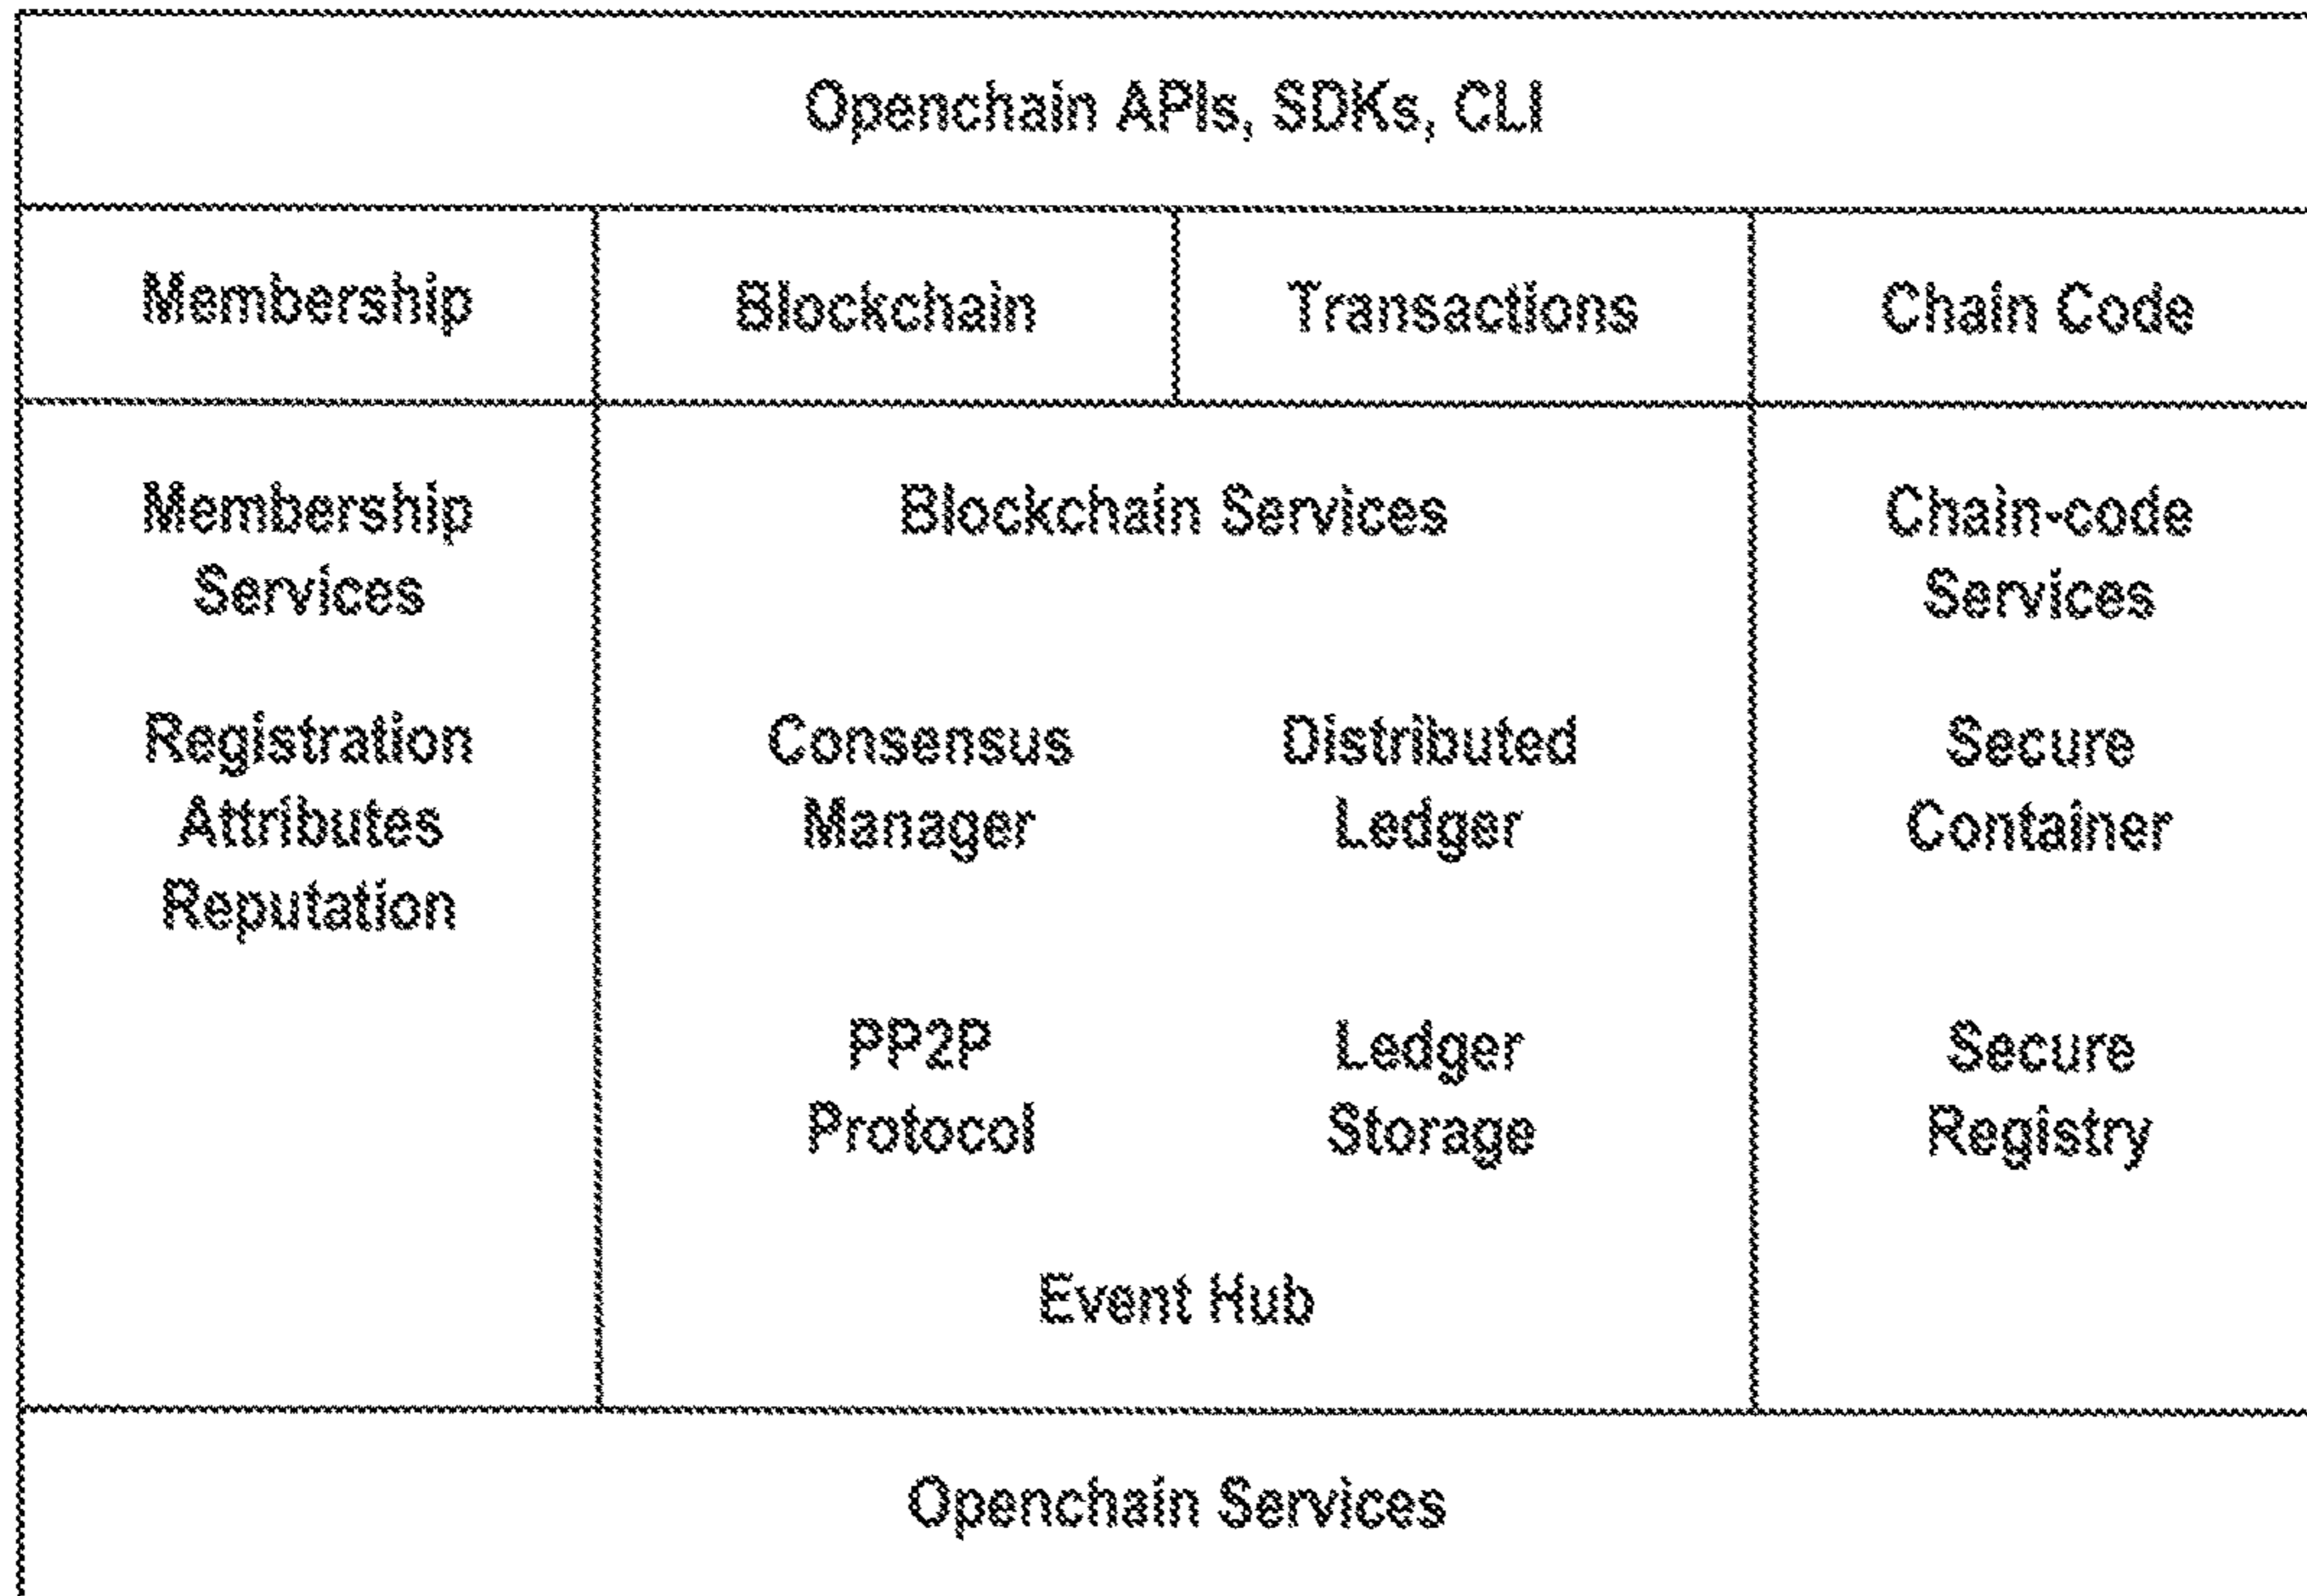 Openchain APIs, SDKs, CLI
Membership
Blockchain
Transactions
Chain Code
Membership
Services
Registration
Attributes
Reputation
Blockchain Services
Consensus
Manager
Distributed
Ledger
PP2P
Protocol
Ledger
Storage
Event Hub
Chain-code
Services
Secure
Container
Secure
Registry
Openchain Services